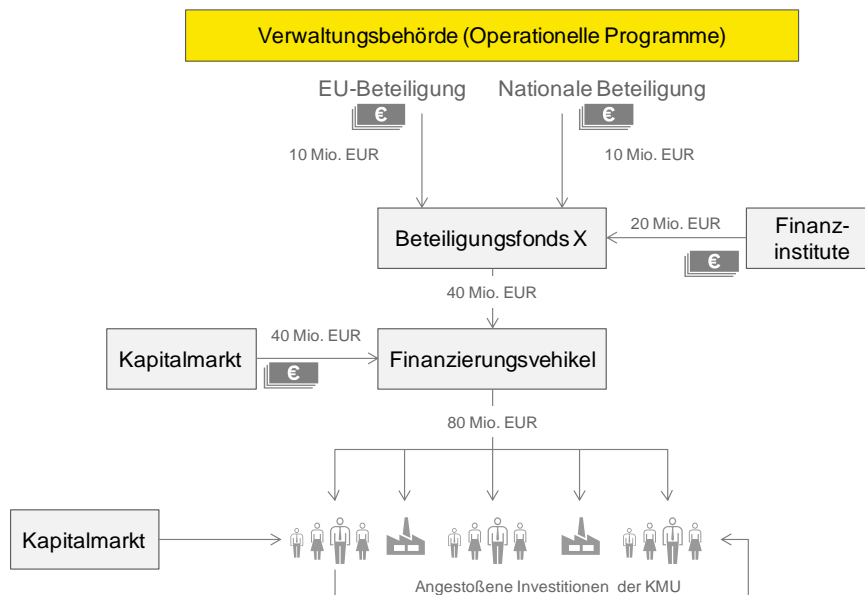 Verwaltungsbehörde (Operationelle Programme)
EU-Beteiligung
Nationale Beteiligung
€
€
10 Mio. EUR
10 Mio. EUR
Beteiligungsfonds X
20 Mio. EUR
€
Finanz-
institute
40 Mio. EUR
Kapitalmarkt
40 Mio. EUR
€
Finanzierungsvehikel
80 Mio. EUR
Kapitalmarkt
Angestoßene Investitionen der KMU